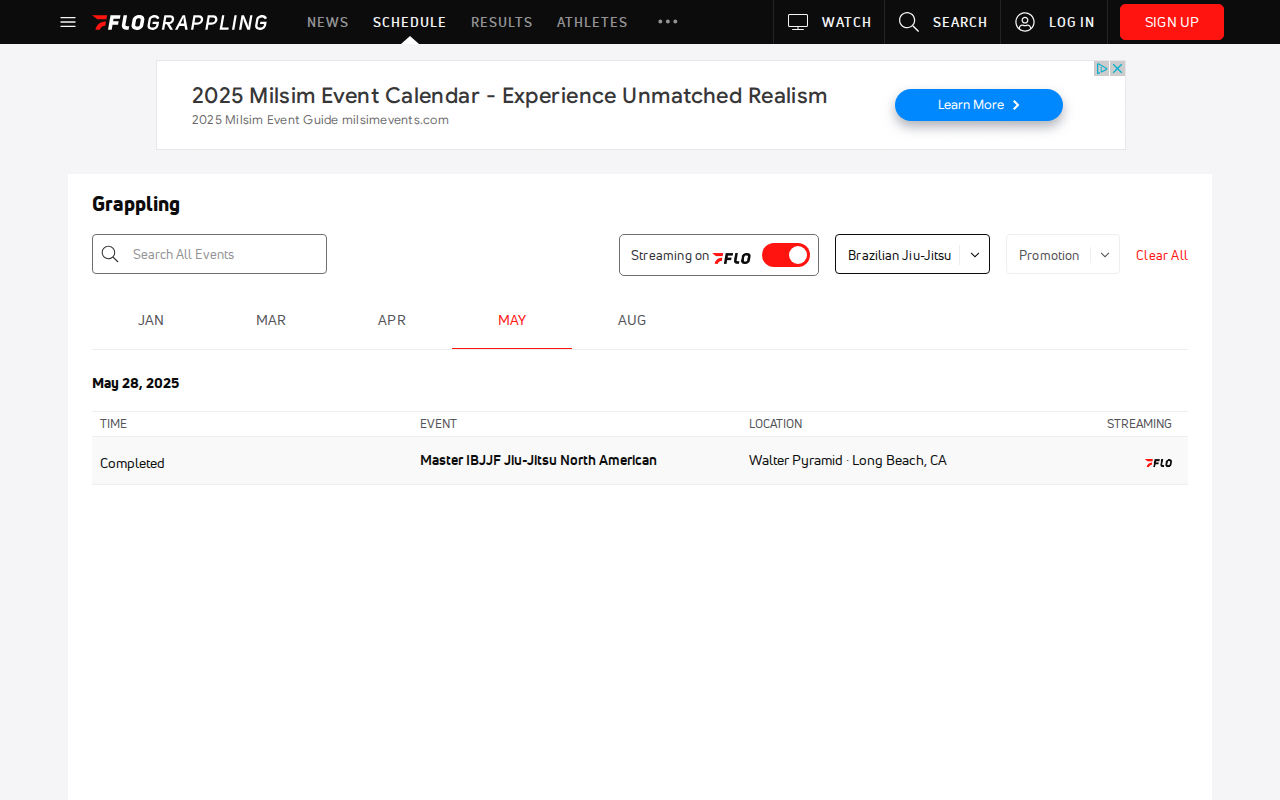 FLOGRAPPLING NEWS SCHEDULE RESULTS ATHLETES ••• WATCH SEARCH LOG IN SIGN UP
2025 Milsim Event Calendar - Experience Unmatched Realism
2025 Milsim Event Guide milsimevents.com
Learn More
Grappling
Search All Events
Streaming on FLO
Brazilian Jiu-Jitsu
Promotion
Clear All
JAN MAR APR MAY AUG
May 28, 2025
TIME EVENT LOCATION STREAMING
Completed Master IBJJF Jiu-Jitsu North American Walter Pyramid · Long Beach, CA FLO